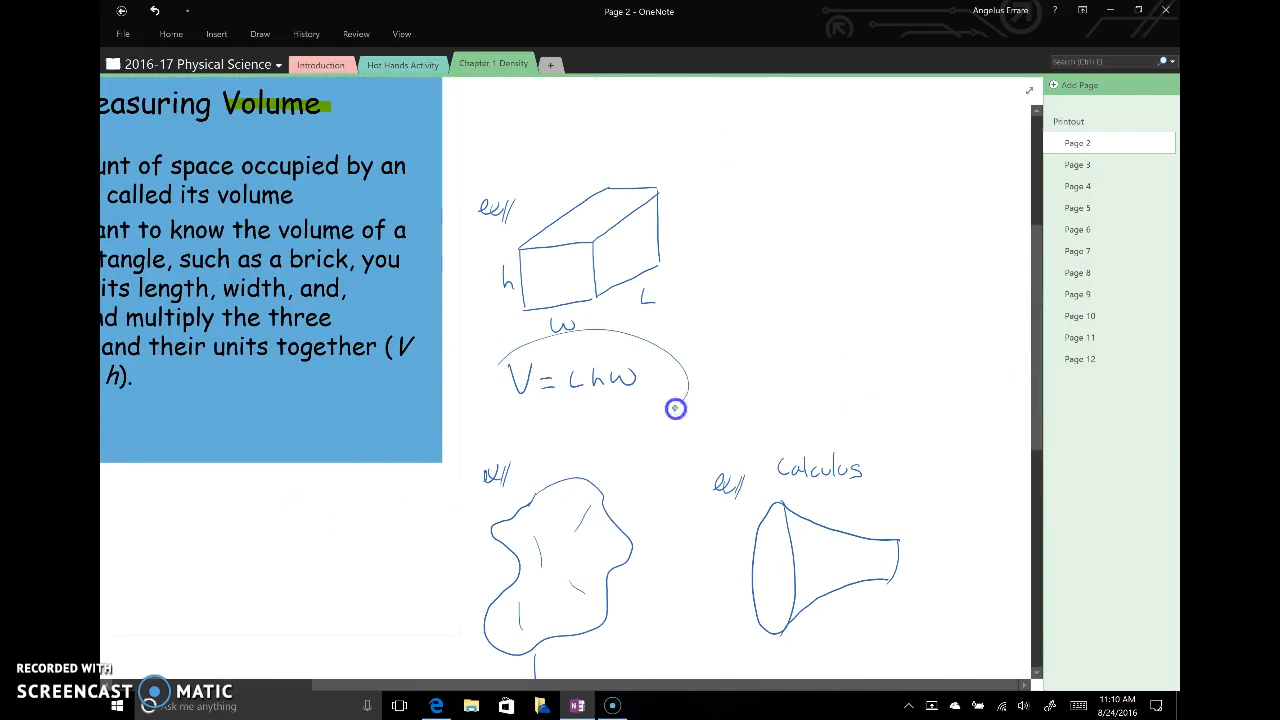 Page 2 - OneNote
Angelus Errare
?
File Home Insert Draw History Review View
2016-17 Physical Science
Introduction
Hot Hands Activity
Chapter 1 Density
+
Search (Ctrl+E)
Add Page
Printout
Page 2
Page 3
Page 4
Page 5
Page 6
Page 7
Page 8
Page 9
Page 10
Page 11
Page 12
easuring Volume
unt of space occupied by an
called its volume
ant to know the volume of a
tangle, such as a brick, you
its length, width, and,
nd multiply the three
and their units together (V
h).
ex//
h
L
w
V = Lhw
ex//
ex//
Calculus
RECORDED WITH
SCREENCAST MATIC
Ask me anything
11:10 AM
8/24/2016